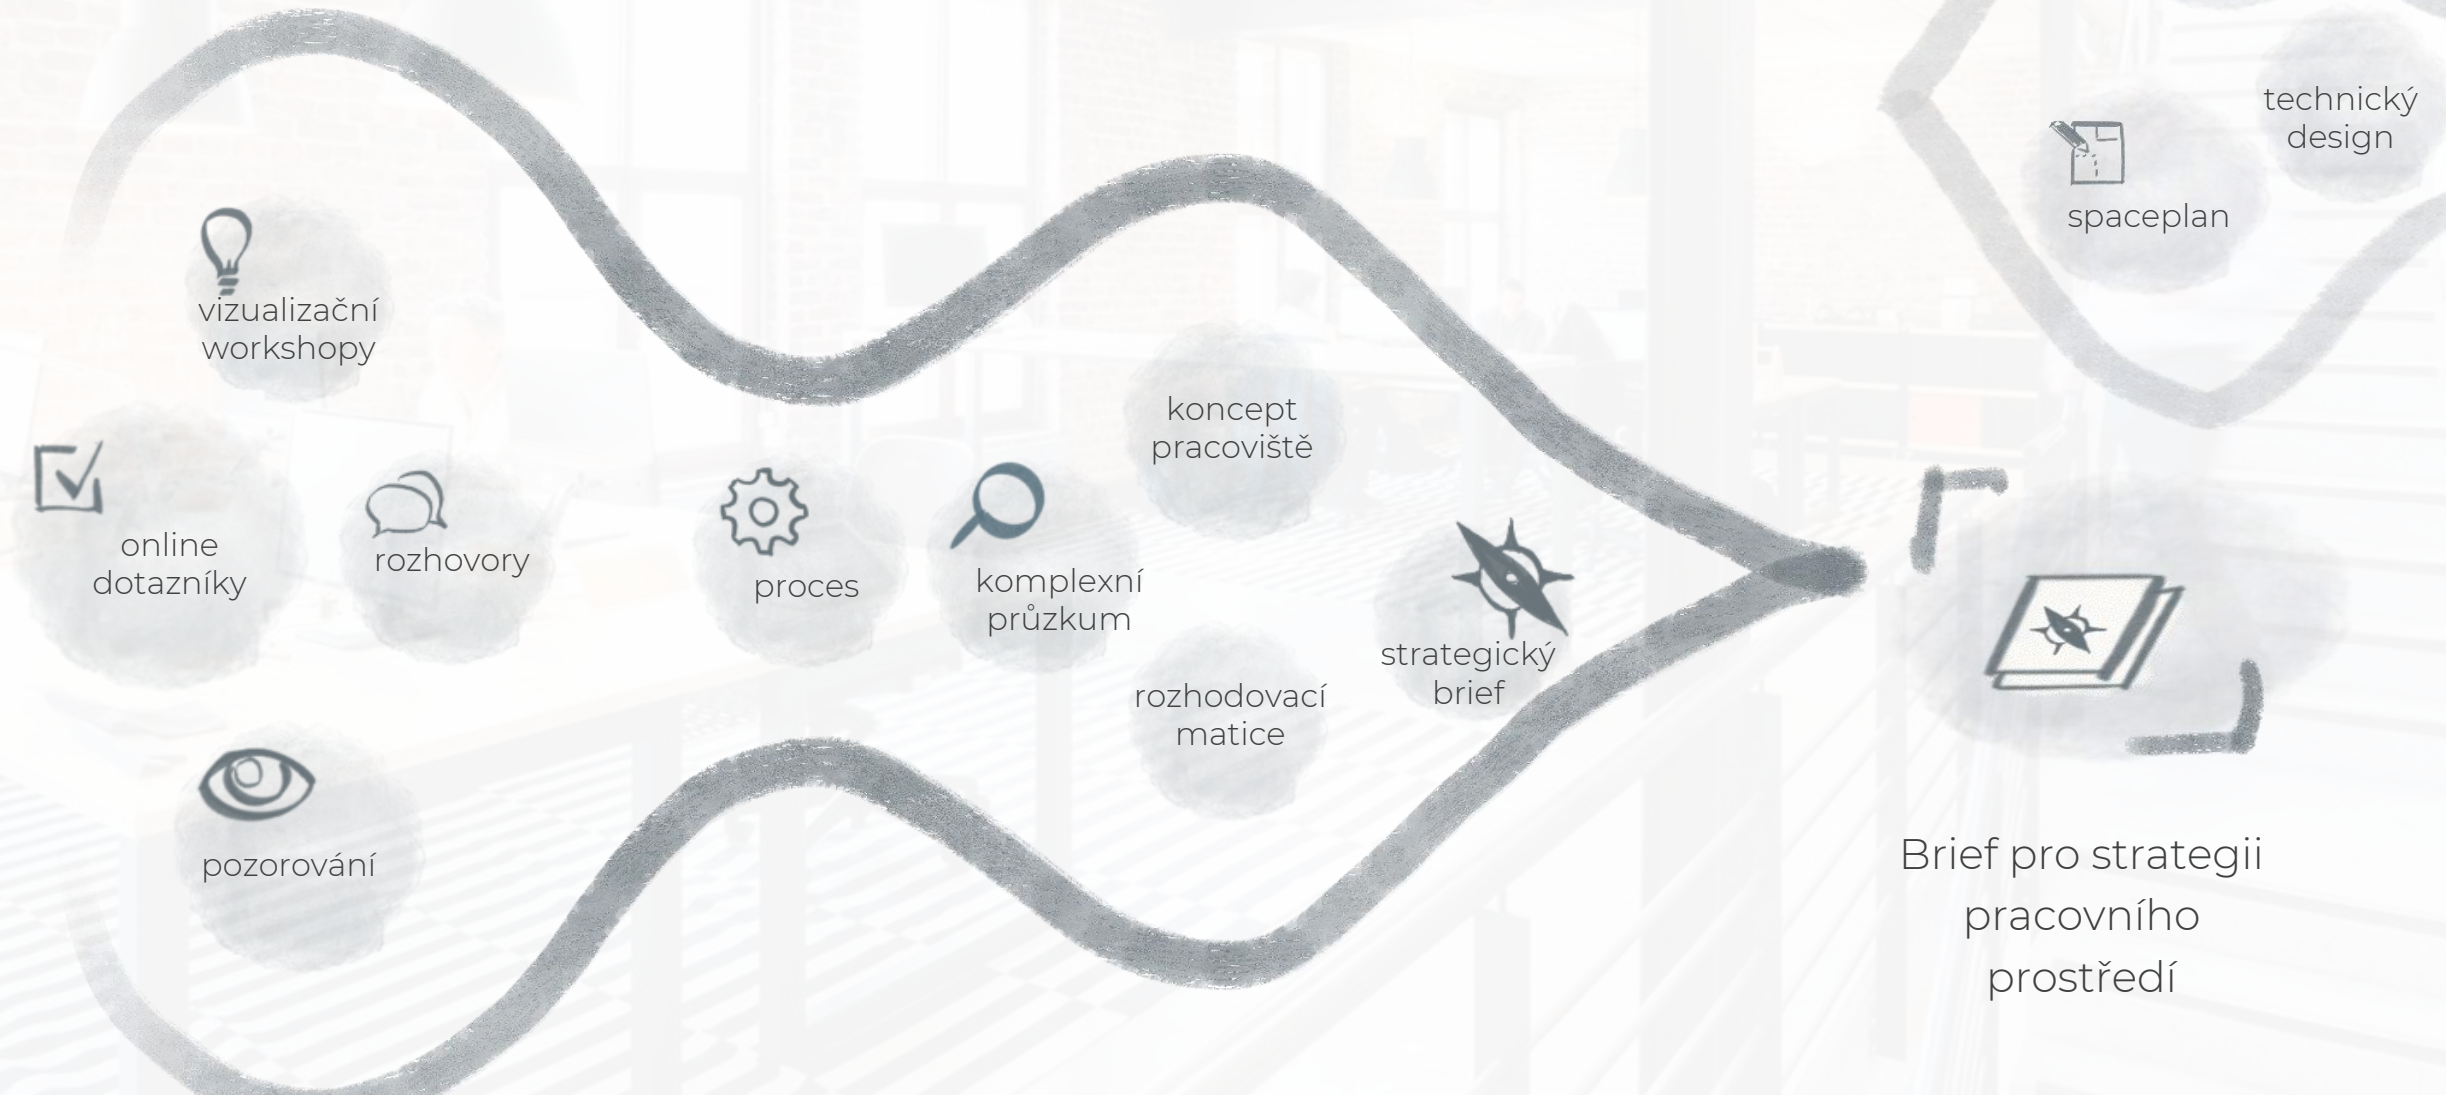 vizualizační
workshopy
online
dotazníky
rozhovory
pozorování
proces
komplexní
průzkum
koncept
pracoviště
rozhodovací
matice
strategický
brief
spaceplan
technický
design
Brief pro strategii
pracovního
prostředí